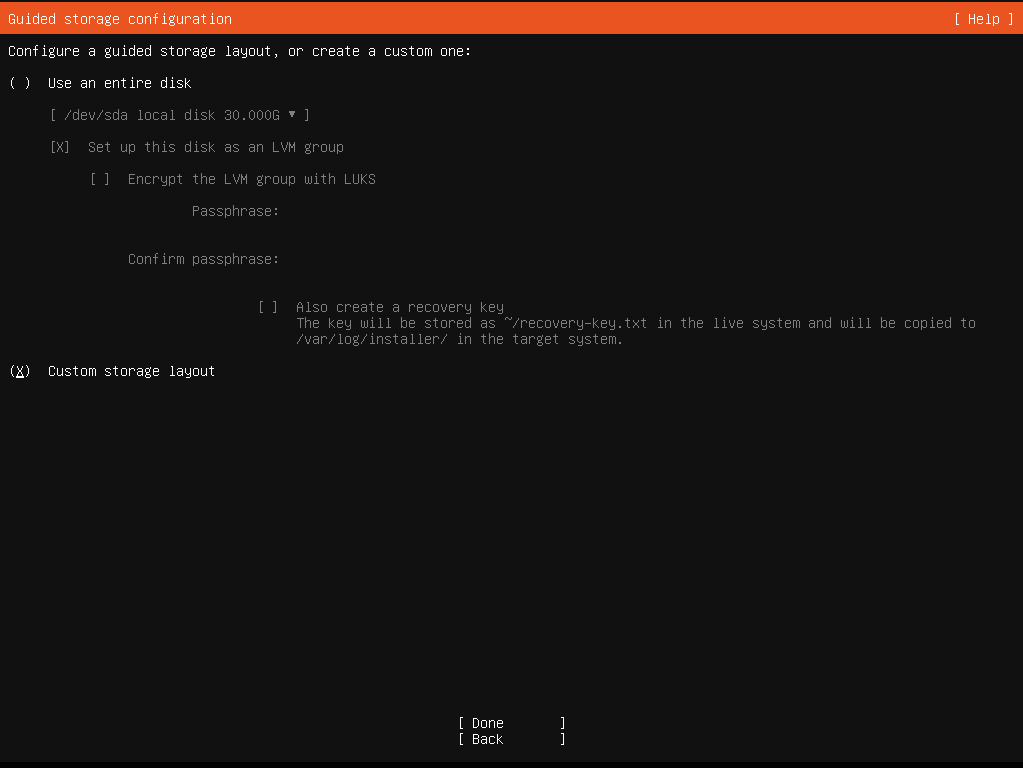 Guided storage configuration [ Help ]
Configure a guided storage layout, or create a custom one:
( ) Use an entire disk
[ /dev/sda local disk 30.000G ▾ ]
[X] Set up this disk as an LVM group
[ ] Encrypt the LVM group with LUKS
Passphrase:
Confirm passphrase:
[ ] Also create a recovery key
The key will be stored as ~/recovery-key.txt in the live system and will be copied to
/var/log/installer/ in the target system.
(X) Custom storage layout
[ Done ]
[ Back ]